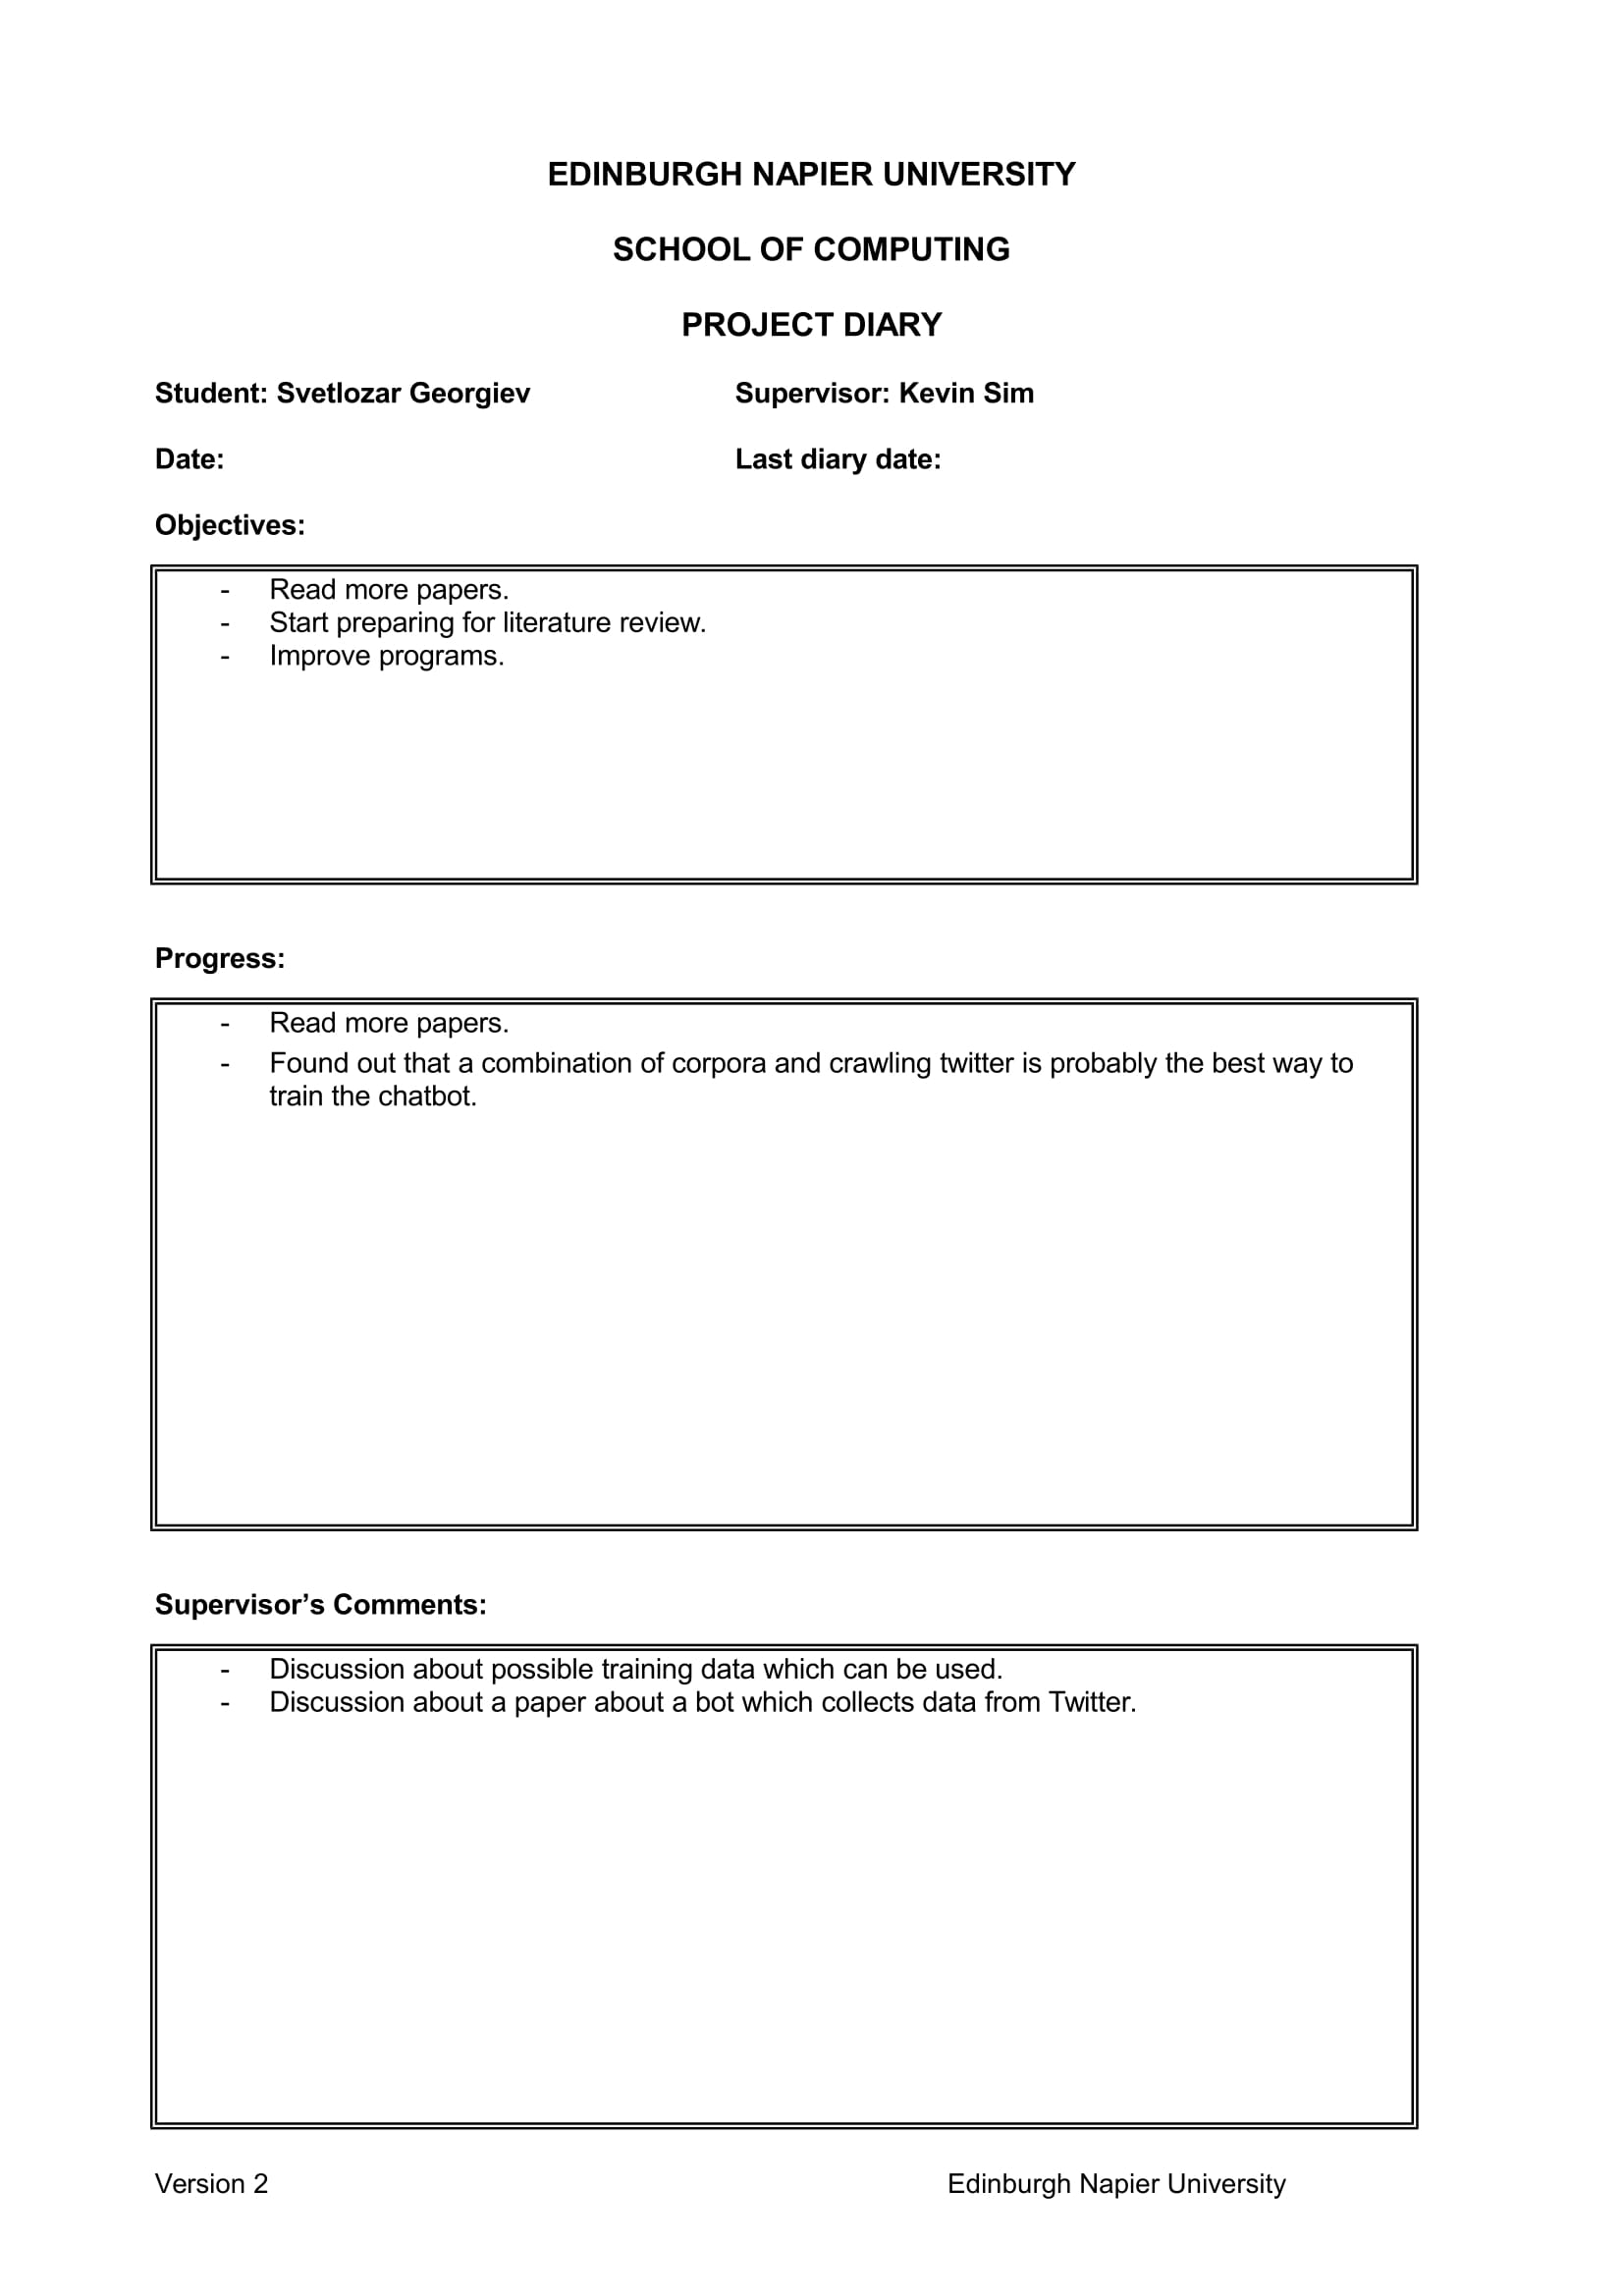 EDINBURGH NAPIER UNIVERSITY
SCHOOL OF COMPUTING
PROJECT DIARY
Student: Svetlozar Georgiev Supervisor: Kevin Sim
Date: Last diary date:
Objectives:
- Read more papers.
- Start preparing for literature review.
- Improve programs.
Progress:
- Read more papers.
- Found out that a combination of corpora and crawling twitter is probably the best way to
train the chatbot.
Supervisor’s Comments:
- Discussion about possible training data which can be used.
- Discussion about a paper about a bot which collects data from Twitter.
Version 2 Edinburgh Napier University